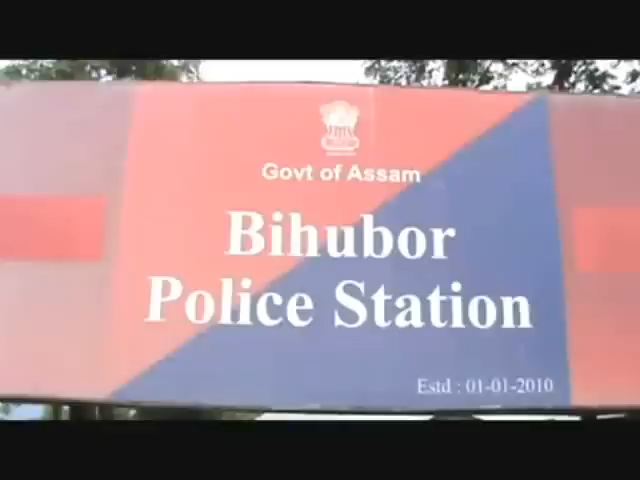 Govt of Assam
Bihubor
Police Station
Estd : 01-01-2010